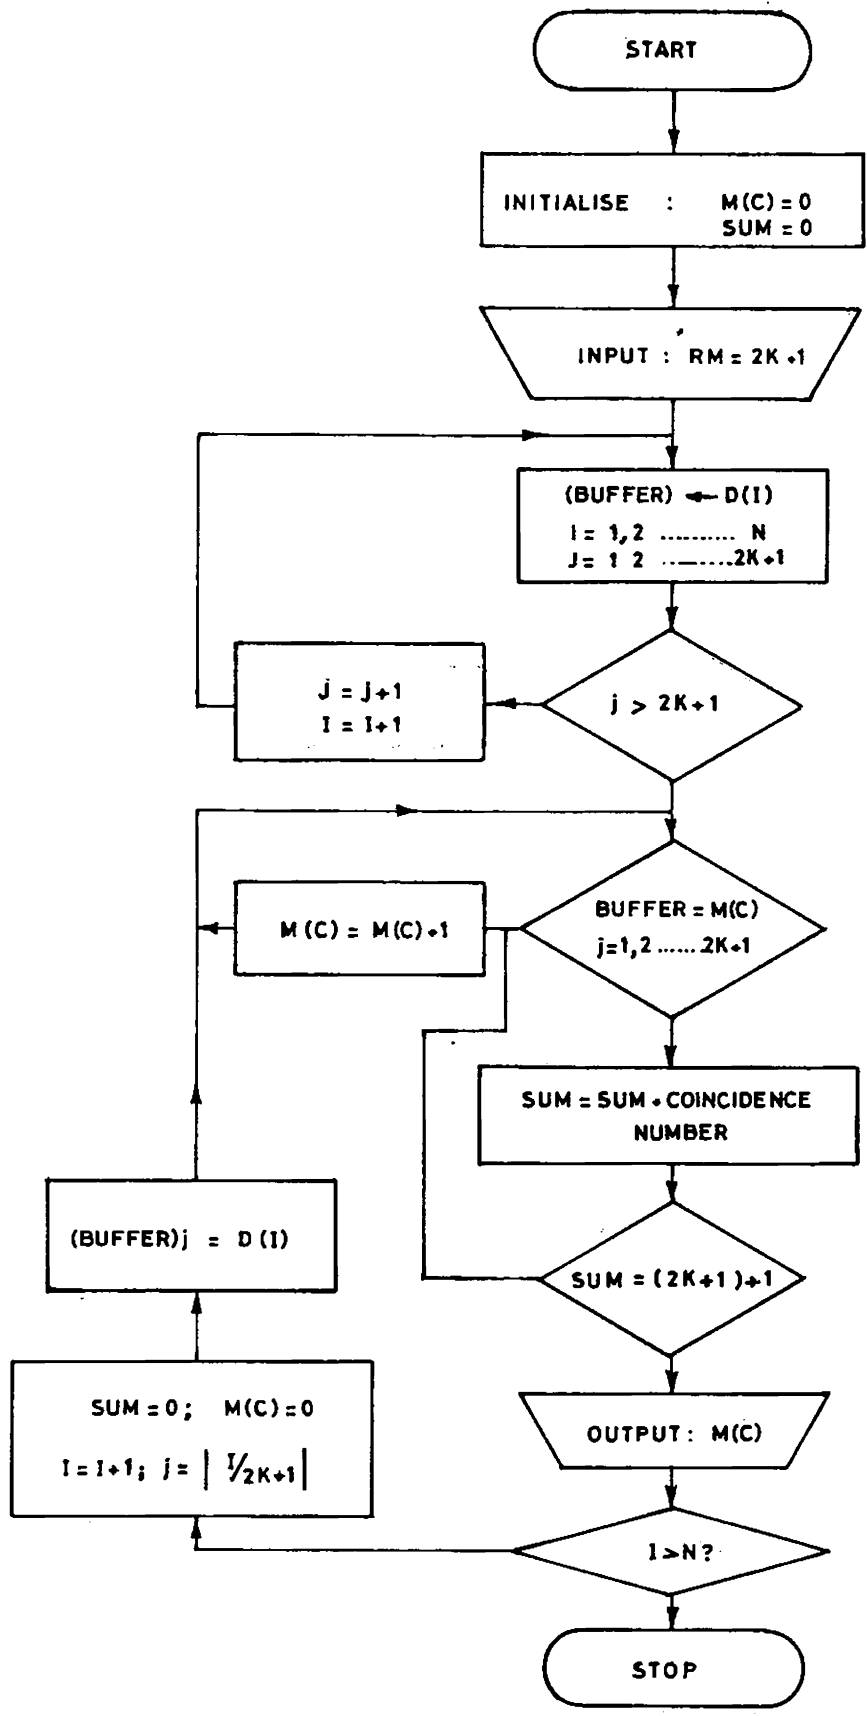 START
INITIALISE : M(C)=0
SUM=0
INPUT : RM=2K+1
(BUFFER) ← D(I)
I= 1,2 .......... N
J= 1 2 ..........2K+1
j > 2K+1
J = J+1
I = I+1
BUFFER=M(C)
j=1,2.......2K+1
M(C)= M(C)+1
SUM=SUM+COINCIDENCE
NUMBER
(BUFFER)j = D(I)
SUM=(2K+1)+1
SUM=0; M(C)=0
I=I+1; j=| I/2K+1|
OUTPUT: M(C)
I>N?
STOP